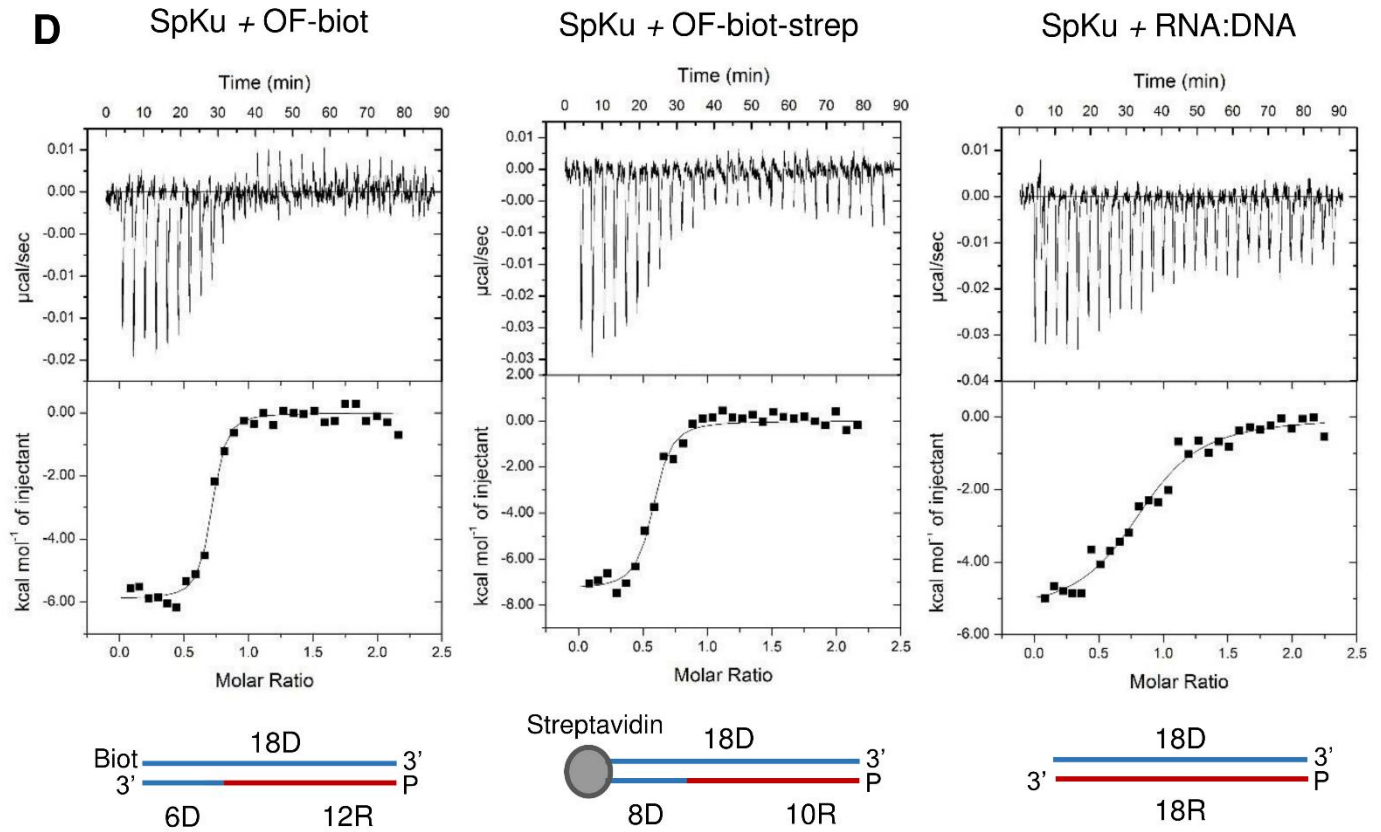 D
SpKu + OF-biot
Time (min)
0 10 20 30 40 50 60 70 80 90
0.01
0.00
-0.00
-0.01
-0.01
-0.02
µcal/sec
0.00
-2.00
-4.00
-6.00
kcal mol⁻¹ of injectant
0.0 0.5 1.0 1.5 2.0 2.5
Molar Ratio
18D
Biot 3’
3’ P
6D 12R
SpKu + OF-biot-strep
Time (min)
0 10 20 30 40 50 60 70 80 90
0.01
0.00
-0.00
-0.01
-0.02
-0.03
-0.03
µcal/sec
2.00
0.00
-2.00
-4.00
-6.00
-8.00
kcal mol⁻¹ of injectant
0.0 0.5 1.0 1.5 2.0 2.5
Molar Ratio
Streptavidin
18D
3’
P
8D 10R
SpKu + RNA:DNA
Time (min)
0 10 20 30 40 50 60 70 80 90
0.01
0.00
-0.01
-0.02
-0.03
-0.04
µcal/sec
0.00
-2.00
-4.00
-6.00
kcal mol⁻¹ of injectant
0.0 0.5 1.0 1.5 2.0 2.5
Molar Ratio
18D
3’
3’ P
18R